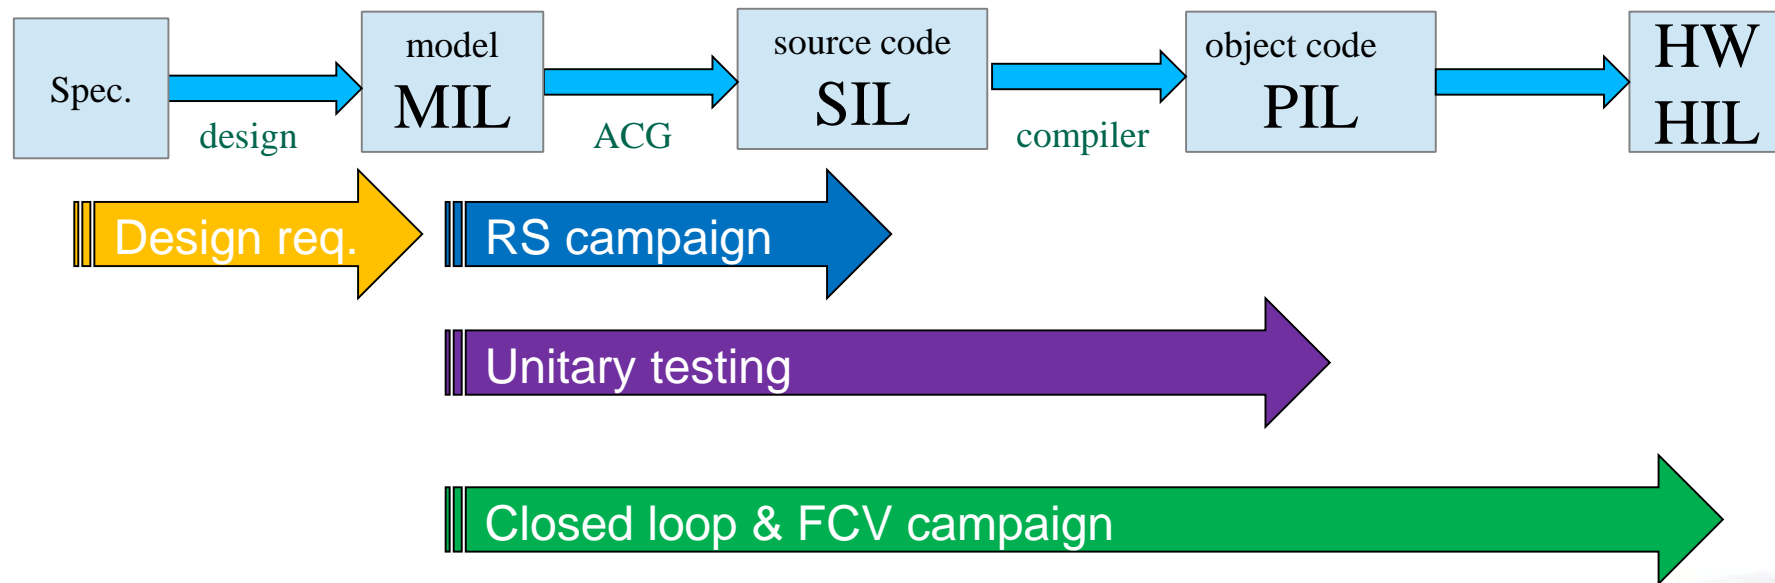 Spec.
design
model
MIL
ACG
source code
SIL
compiler
object code
PIL
HW
HIL
Design req.
RS campaign
Unitary testing
Closed loop & FCV campaign